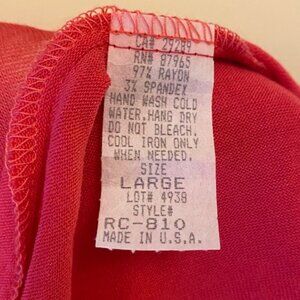 CA# 29289
RN# 87965
97% RAYON
3% SPANDEX
HAND WASH COLD
WATER,HANG DRY
DO NOT BLEACH.
COOL IRON ONLY
WHEN NEEDED.
SIZE
LARGE
LOT# 4938
STYLE#
RC-810
MADE IN U.S.A.